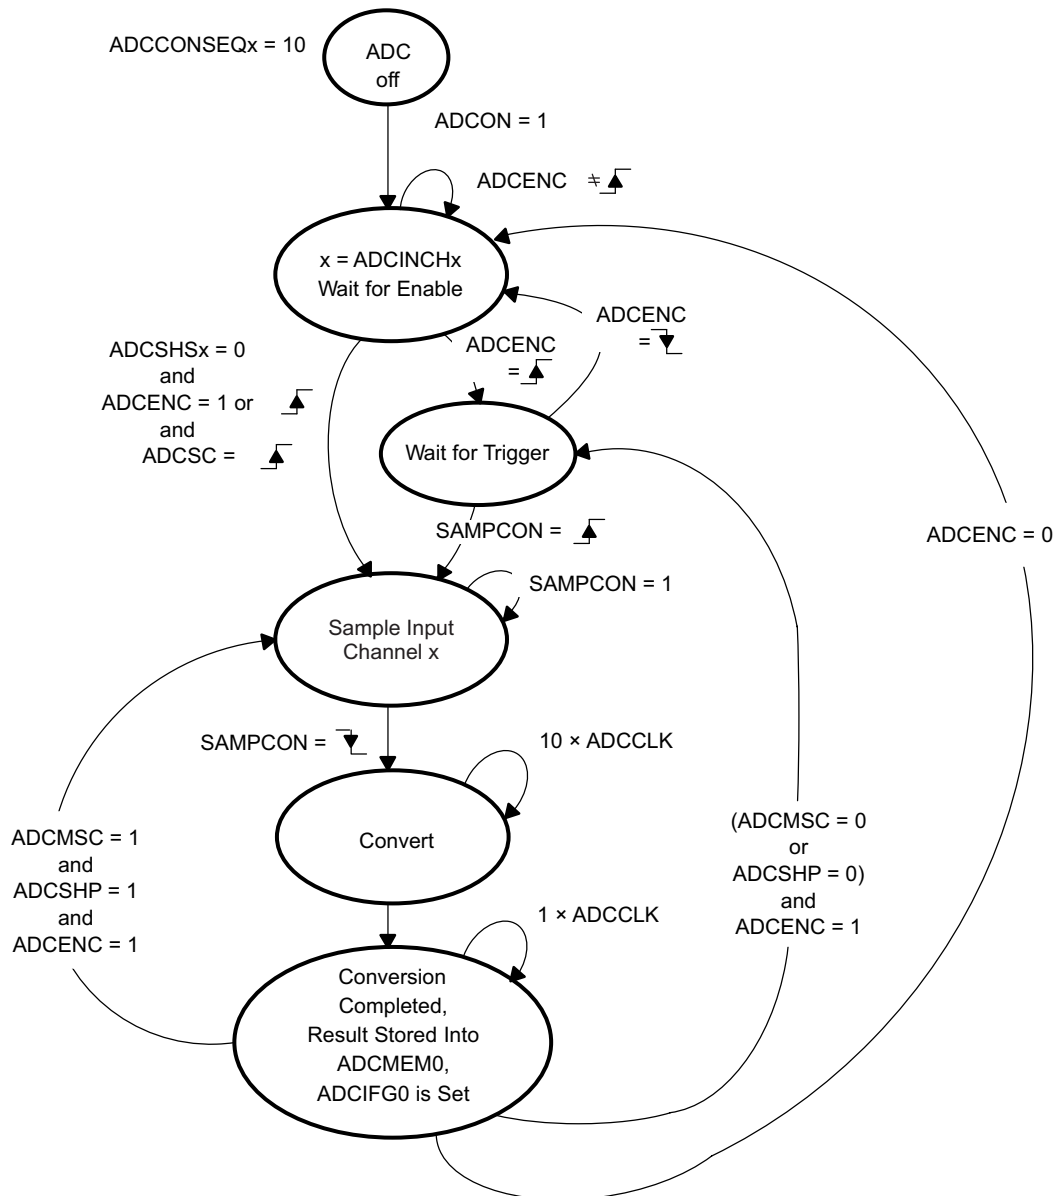 ADCCONSEQx = 10
ADC
off
ADCON = 1
ADCENC ≠
x = ADCINCHx
Wait for Enable
ADCENC
=
ADCENC
=
ADCSHSx = 0
and
ADCENC = 1 or
and
ADCSC =
Wait for Trigger
SAMPCON =
ADCENC = 0
SAMPCON = 1
Sample Input
Channel x
SAMPCON =
10 × ADCCLK
Convert
ADCMSC = 1
and
ADCSHP = 1
and
ADCENC = 1
(ADCMSC = 0
or
ADCSHP = 0)
and
ADCENC = 1
1 × ADCCLK
Conversion
Completed,
Result Stored Into
ADCMEM0,
ADCIFG0 is Set